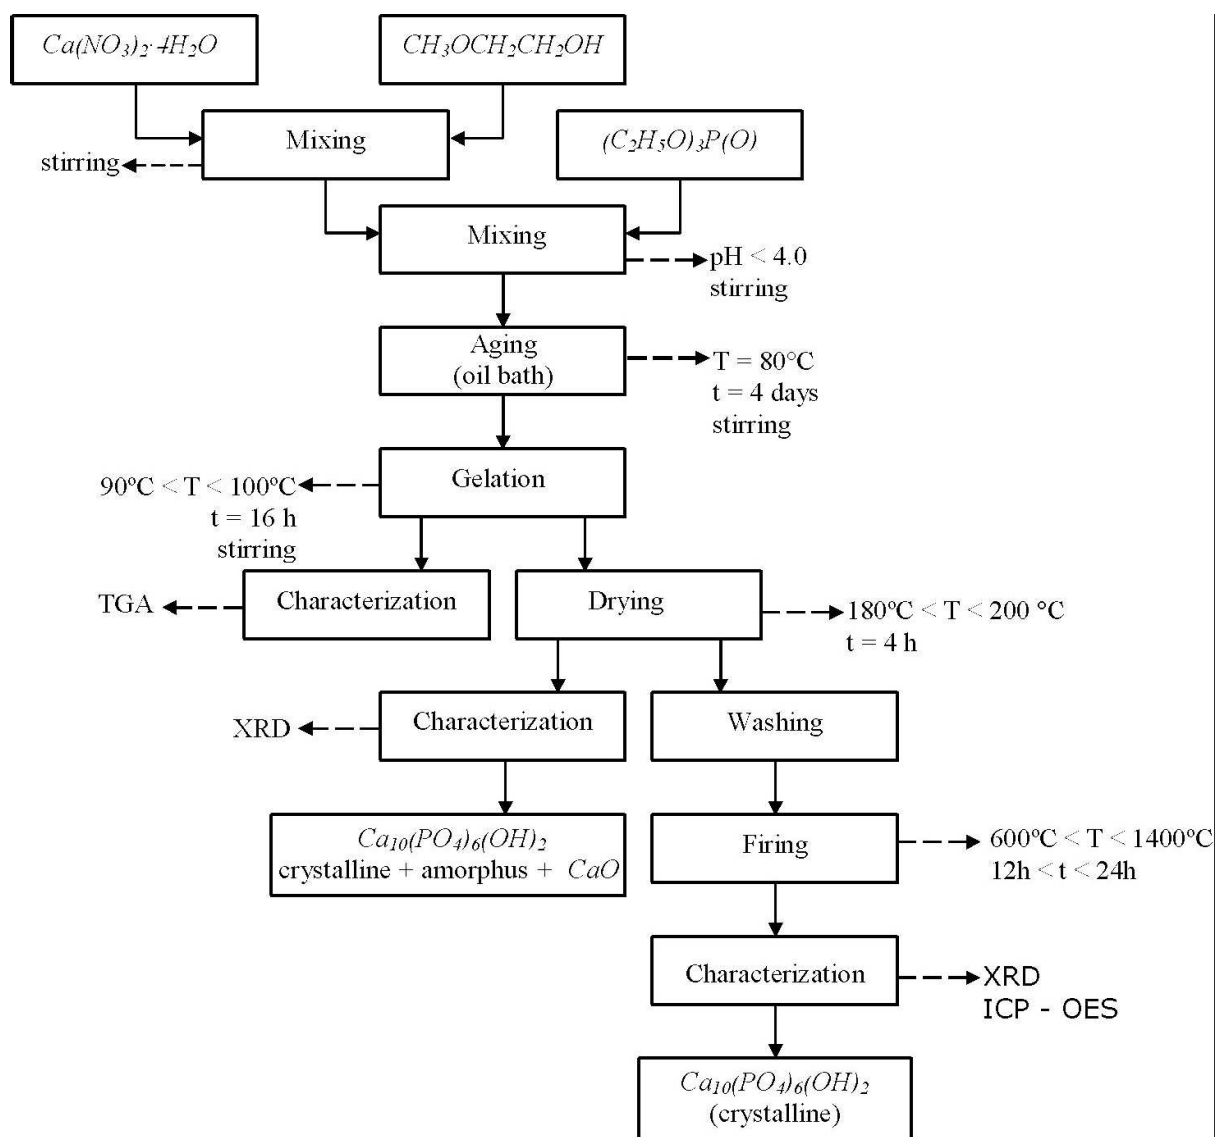 Ca(NO₃)₂·4H₂O
CH₃OCH₂CH₂OH
Mixing
(C₂H₅O)₃P(O)
stirring
Mixing
pH < 4.0
stirring
Aging
(oil bath)
T = 80°C
t = 4 days
stirring
Gelation
90ºC < T < 100ºC
t = 16 h
stirring
Characterization
TGA
Drying
180ºC < T < 200 °C
t = 4 h
Characterization
XRD
Washing
Ca₁₀(PO₄)₆(OH)₂
crystalline + amorphus + CaO
Firing
600ºC < T < 1400ºC
12h < t < 24h
Characterization
XRD
ICP - OES
Ca₁₀(PO₄)₆(OH)₂
(crystalline)